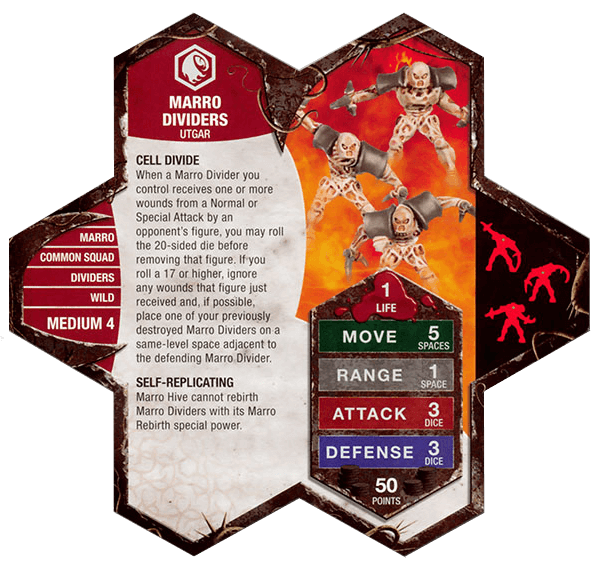 MARRO
DIVIDERS
UTGAR
CELL DIVIDE
When a Marro Divider you
control receives one or more
wounds from a Normal or
Special Attack by an
opponent's figure, you may roll
the 20-sided die before
removing that figure. If you
roll a 17 or higher, ignore
any wounds that figure just
received and, if possible,
place one of your previously
destroyed Marro Dividers on a
same-level space adjacent to
the defending Marro Divider.
SELF-REPLICATING
Marro Hive cannot rebirth
Marro Dividers with its Marro
Rebirth special power.
MARRO
COMMON SQUAD
DIVIDERS
WILD
MEDIUM 4
1
LIFE
MOVE 5
SPACES
RANGE 1
SPACE
ATTACK 3
DICE
DEFENSE 3
DICE
50
POINTS